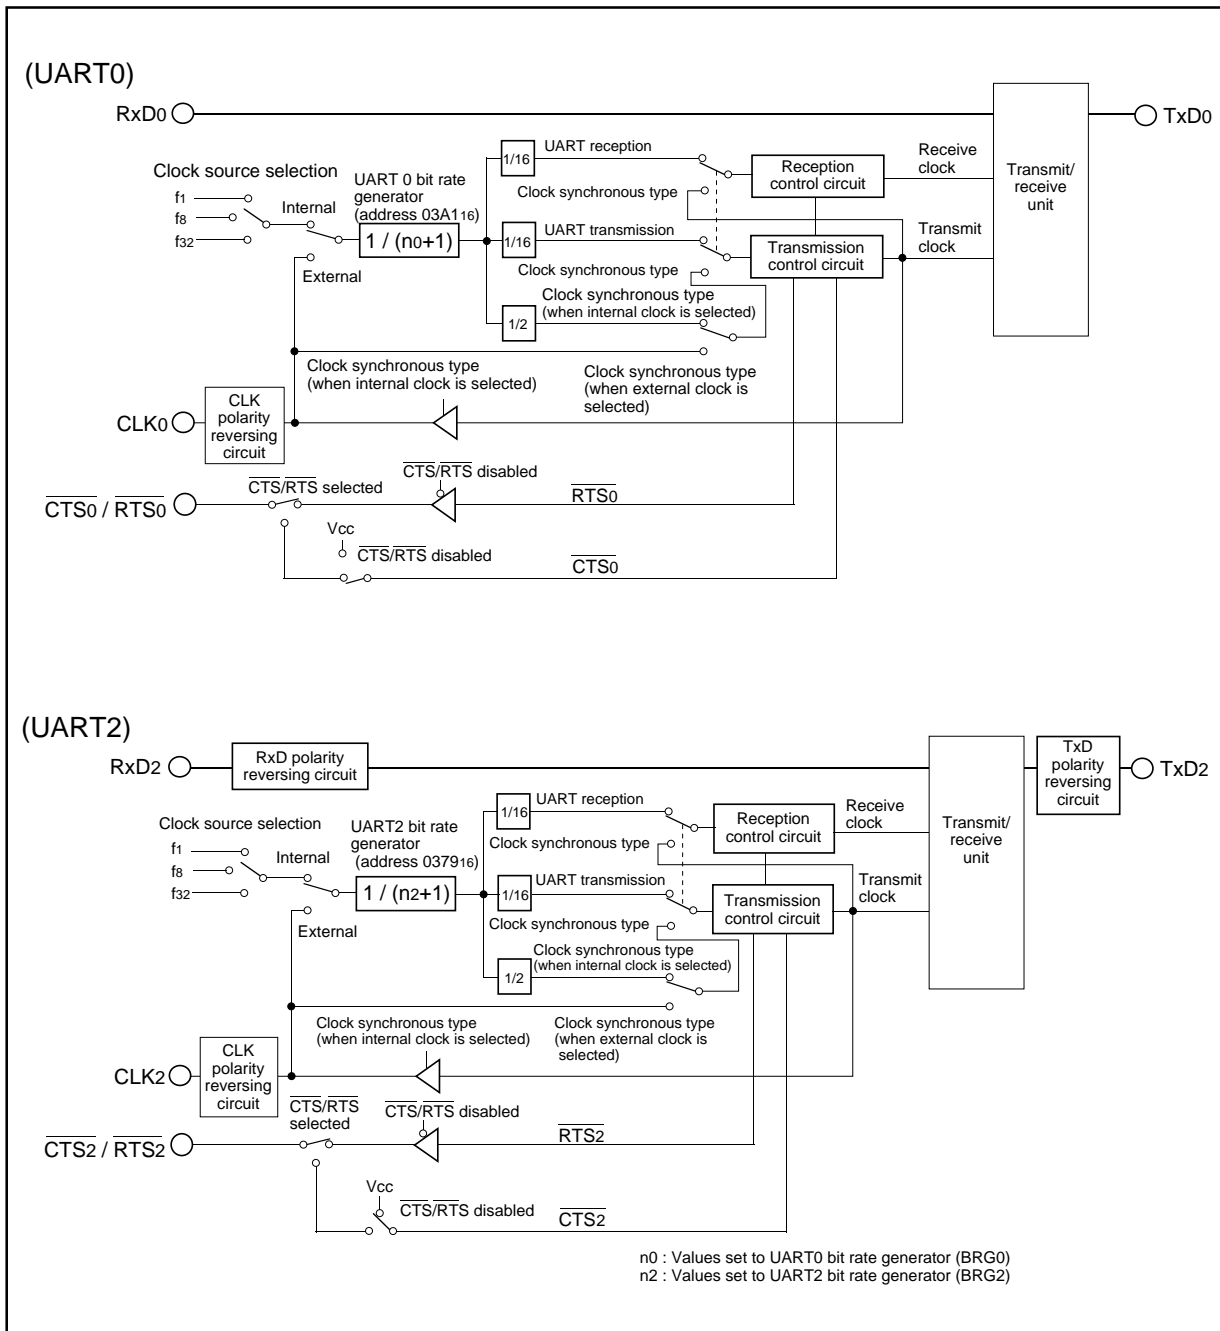 (UART0)
RxD0
TxD0
Clock source selection
f1
f8
f32
Internal
External
UART 0 bit rate
generator
(address 03A116)
1 / (n0+1)
1/16
UART reception
Clock synchronous type
1/16
UART transmission
Clock synchronous type
Clock synchronous type
(when internal clock is selected)
1/2
Reception
control circuit
Receive
clock
Transmission
control circuit
Transmit
clock
Transmit/
receive
unit
Clock synchronous type
(when internal clock is selected)
Clock synchronous type
(when external clock is
selected)
CLK0
CLK
polarity
reversing
circuit
CTS/RTS disabled
CTS/RTS selected
CTS0 / RTS0
RTS0
Vcc
CTS/RTS disabled
CTS0
(UART2)
RxD2
RxD polarity
reversing circuit
TxD
polarity
reversing
circuit
TxD2
Clock source selection
f1
f8
f32
Internal
External
UART2 bit rate
generator
(address 037916)
1 / (n2+1)
1/16
UART reception
Clock synchronous type
1/16
UART transmission
Clock synchronous type
Clock synchronous type
(when internal clock is selected)
1/2
Reception
control circuit
Receive
clock
Transmission
control circuit
Transmit
clock
Transmit/
receive
unit
Clock synchronous type
(when internal clock is selected)
Clock synchronous type
(when external clock is
selected)
CLK2
CLK
polarity
reversing
circuit
CTS/RTS
selected
CTS/RTS disabled
CTS2 / RTS2
RTS2
Vcc
CTS/RTS disabled
CTS2
n0 : Values set to UART0 bit rate generator (BRG0)
n2 : Values set to UART2 bit rate generator (BRG2)